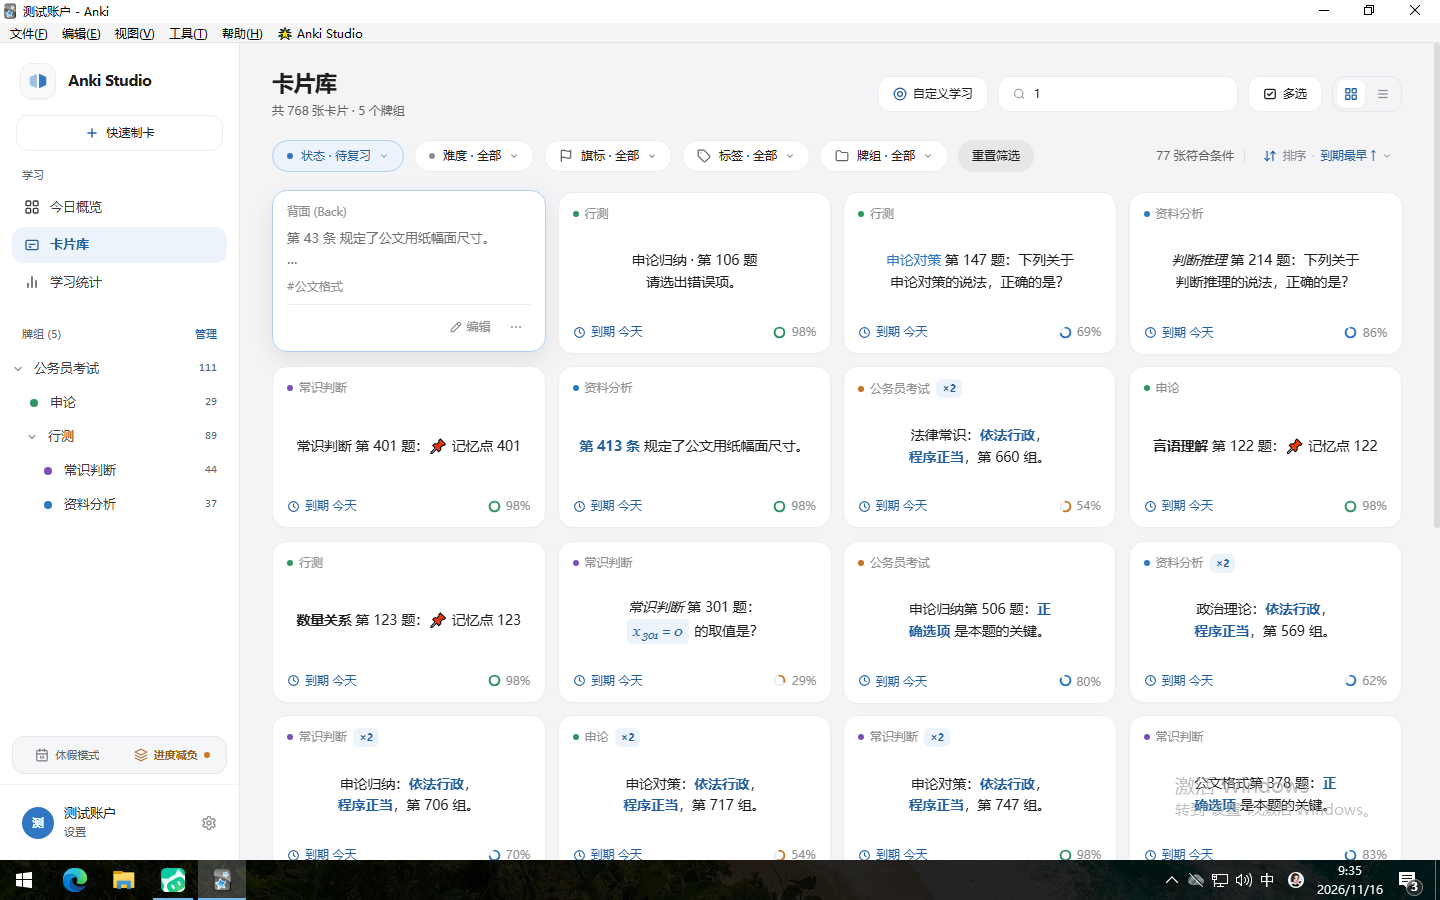 测试账户 - Anki
文件(F) 编辑(E) 视图(V) 工具(T) 帮助(H) Anki Studio
Anki Studio
快速制卡
学习
今日概览
卡片库
学习统计
牌组 (5) 管理
公务员考试 111
申论 29
行测 89
常识判断 44
资料分析 37
休假模式 进度减负
测 测试账户
设置
卡片库
共 768 张卡片 · 5 个牌组
自定义学习
1
多选
状态 · 待复习
难度 · 全部
旗标 · 全部
标签 · 全部
牌组 · 全部
重置筛选
77 张符合条件
排序 · 到期最早↑
背面 (Back)
第 43 条 规定了公文用纸幅面尺寸。
...
#公文格式
编辑 ...
行测
申论归纳 · 第 106 题
请选出错误项。
到期 今天 98%
行测
申论对策 第 147 题：下列关于
申论对策的说法，正确的是？
到期 今天 69%
资料分析
判断推理 第 214 题：下列关于
判断推理的说法，正确的是？
到期 今天 86%
常识判断
常识判断 第 401 题：📌 记忆点 401
到期 今天 98%
资料分析
第 413 条 规定了公文用纸幅面尺寸。
到期 今天 98%
公务员考试 ×2
法律常识：依法行政，
程序正当，第 660 组。
到期 今天 54%
申论
言语理解 第 122 题：📌 记忆点 122
到期 今天 98%
行测
数量关系 第 123 题：📌 记忆点 123
到期 今天 98%
常识判断
常识判断 第 301 题：
x₃₀₁ = 0 的取值是？
到期 今天 29%
公务员考试
申论归纳第 506 题：正
确选项 是本题的关键。
到期 今天 80%
资料分析 ×2
政治理论：依法行政，
程序正当，第 569 组。
到期 今天 62%
常识判断 ×2
申论归纳：依法行政，
程序正当，第 706 组。
到期 今天 70%
申论 ×2
申论对策：依法行政，
程序正当，第 717 组。
到期 今天 54%
常识判断 ×2
申论对策：依法行政，
程序正当，第 747 组。
到期 今天 98%
常识判断
公文格式第 378 题：正
确选项 是本题的关键。
到期 今天 83%
激活 Windows
转到"设置"以激活 Windows。
中
9:35
2026/11/16
3